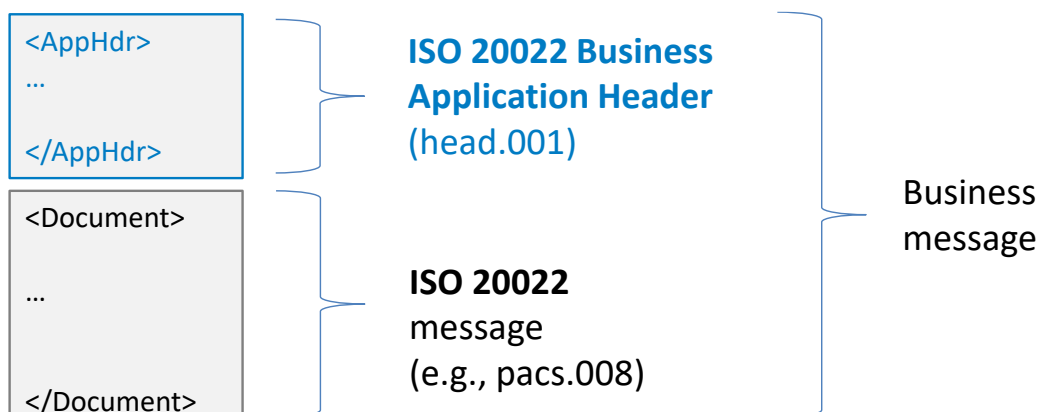 <AppHdr>
…
</AppHdr>
ISO 20022 Business
Application Header
(head.001)
<Document>
…
</Document>
ISO 20022
message
(e.g., pacs.008)
Business
message